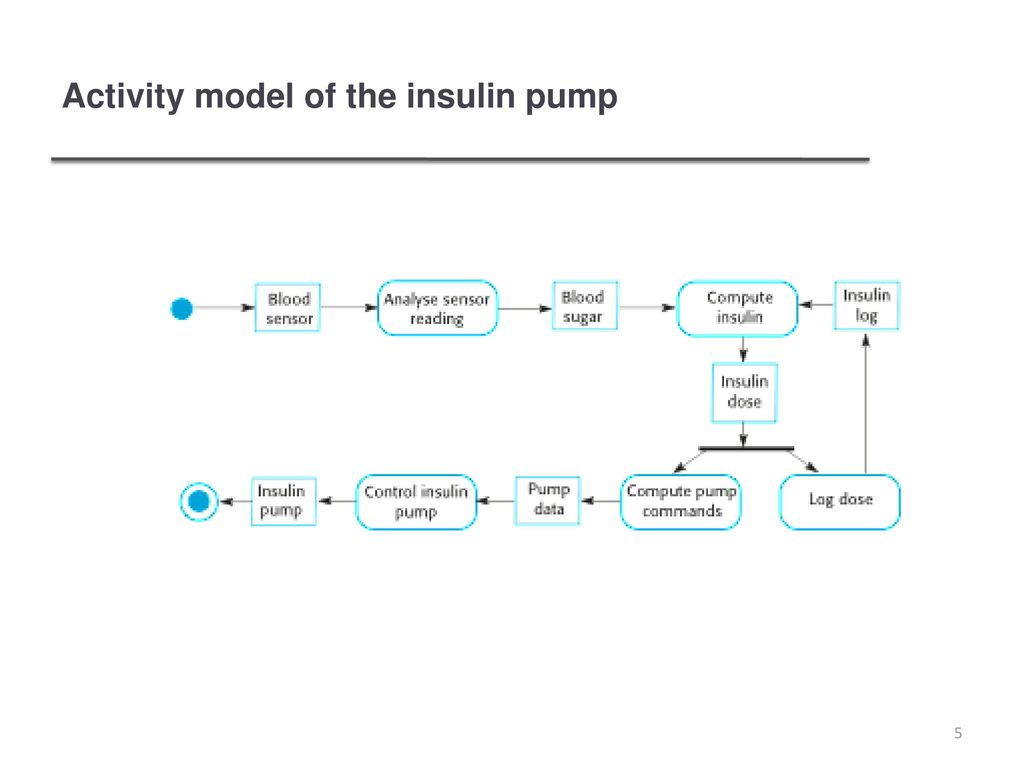 Activity model of the insulin pump
Blood
sensor
Analyse sensor
reading
Blood
sugar
Compute
insulin
Insulin
log
Insulin
dose
Insulin
pump
Control insulin
pump
Pump
data
Compute pump
commands
Log dose
5